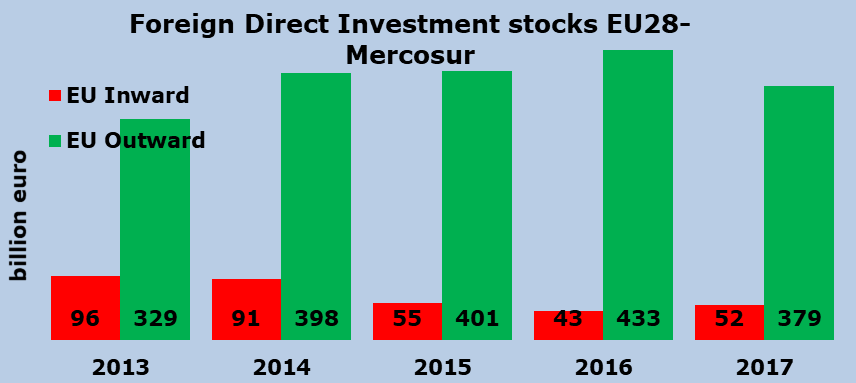 Foreign Direct Investment stocks EU28-
Mercosur
EU Inward
EU Outward
billion euro
96 329 91 398 55 401 43 433 52 379
2013 2014 2015 2016 2017